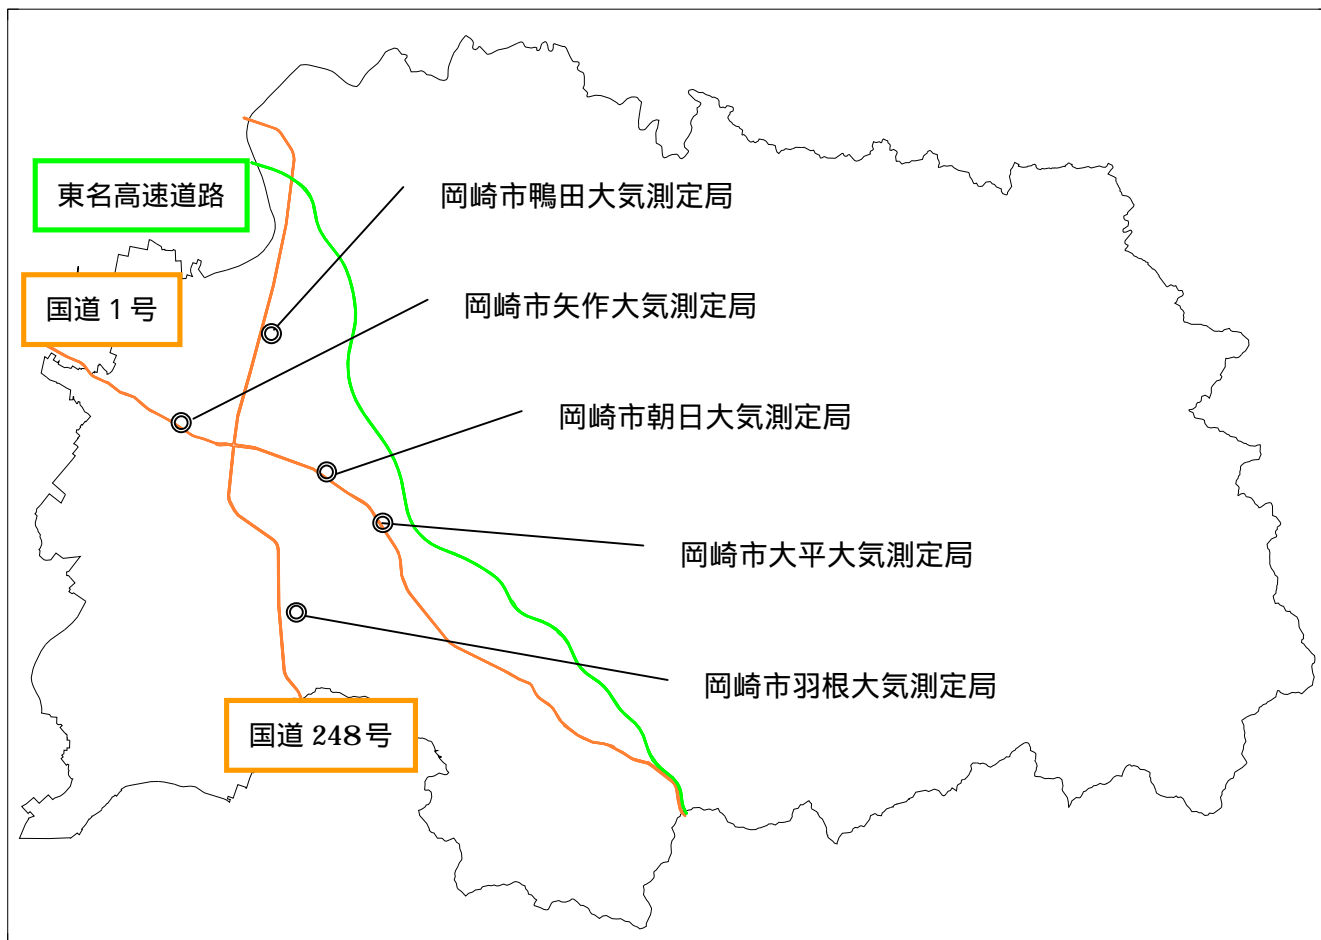 岡崎市鴨田大気測定局
東名高速道路
国道1号
岡崎市矢作大気測定局
岡崎市朝日大気測定局
岡崎市大平大気測定局
岡崎市羽根大気測定局
国道 248号